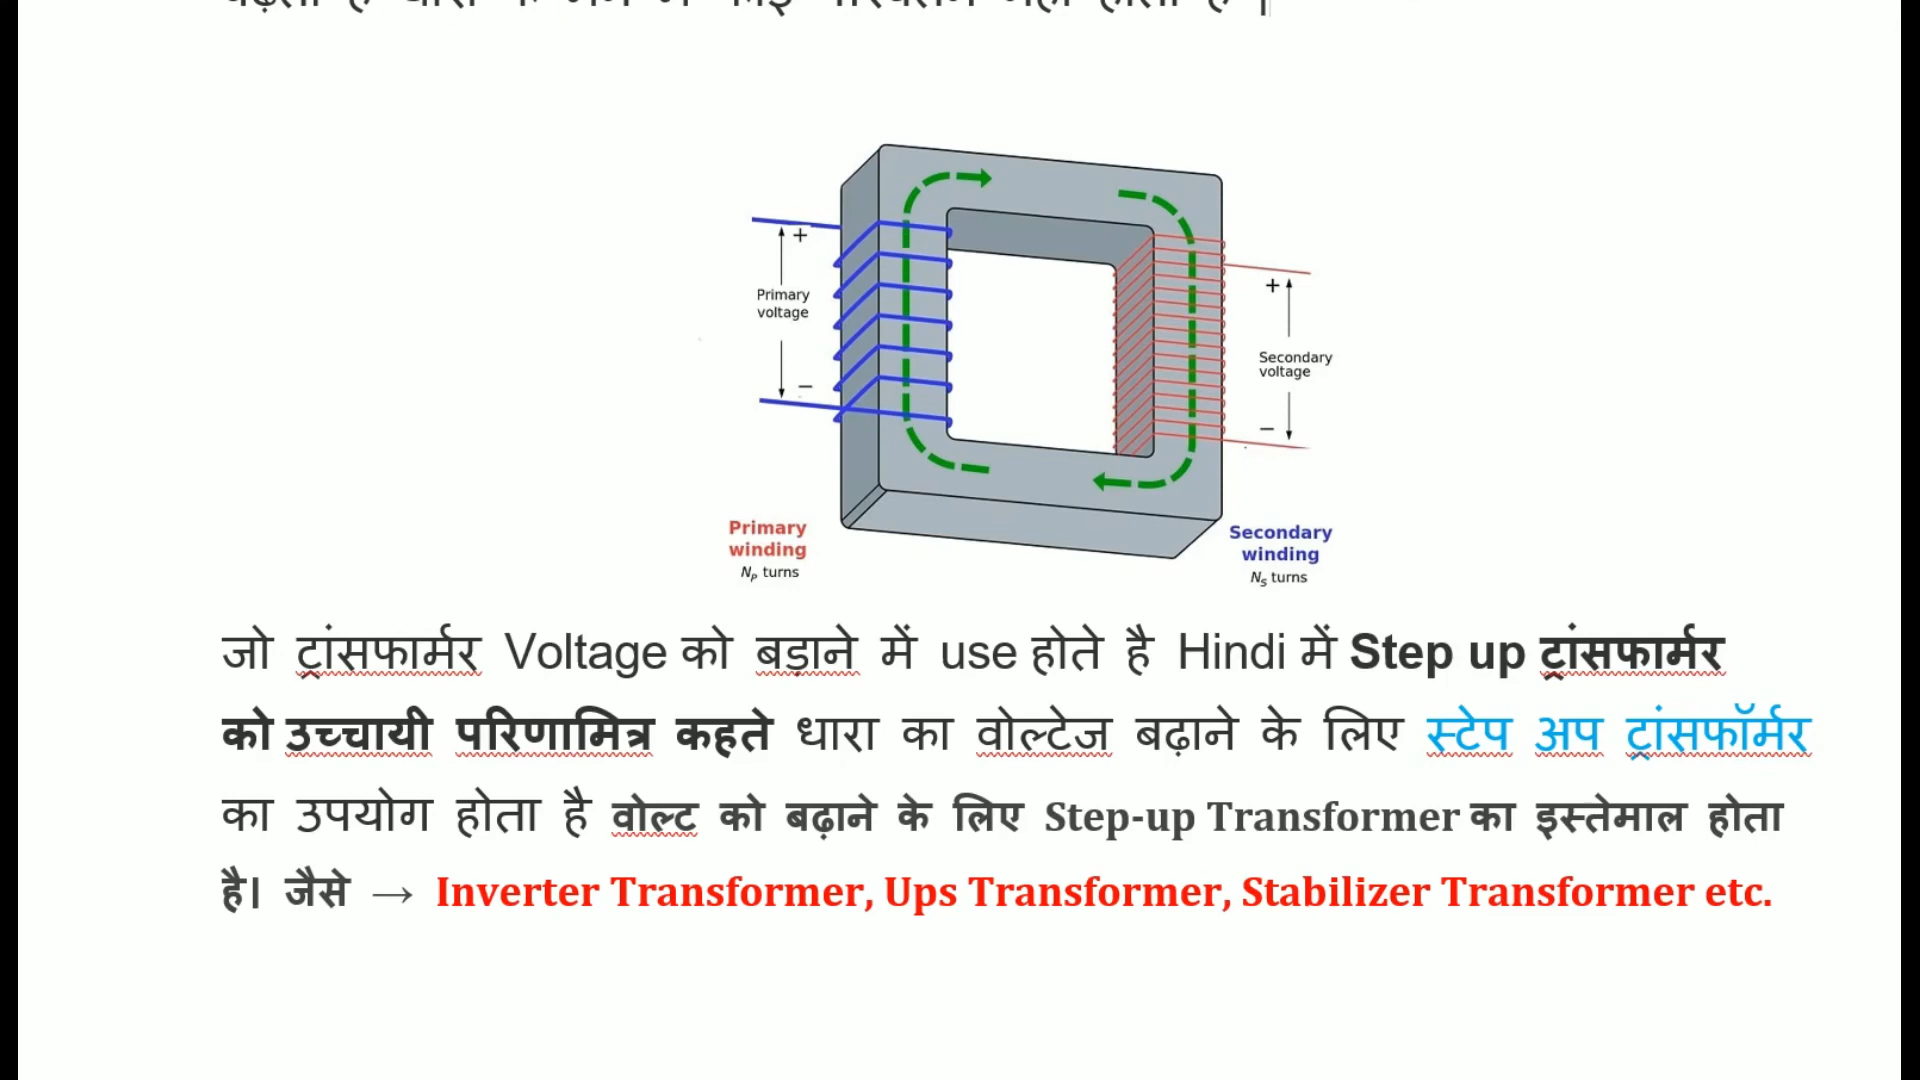 +
Primary
voltage
−
+
Secondary
voltage
−
Primary
winding
Np turns
Secondary
winding
Ns turns
जो ट्रांसफार्मर Voltage को बड़ाने में use होते है Hindi में Step up ट्रांसफार्मर
को उच्चायी परिणामित्र कहते धारा का वोल्टेज बढ़ाने के लिए स्टेप अप ट्रांसफॉर्मर
का उपयोग होता है वोल्ट को बढ़ाने के लिए Step-up Transformer का इस्तेमाल होता
है। जैसे → Inverter Transformer, Ups Transformer, Stabilizer Transformer etc.